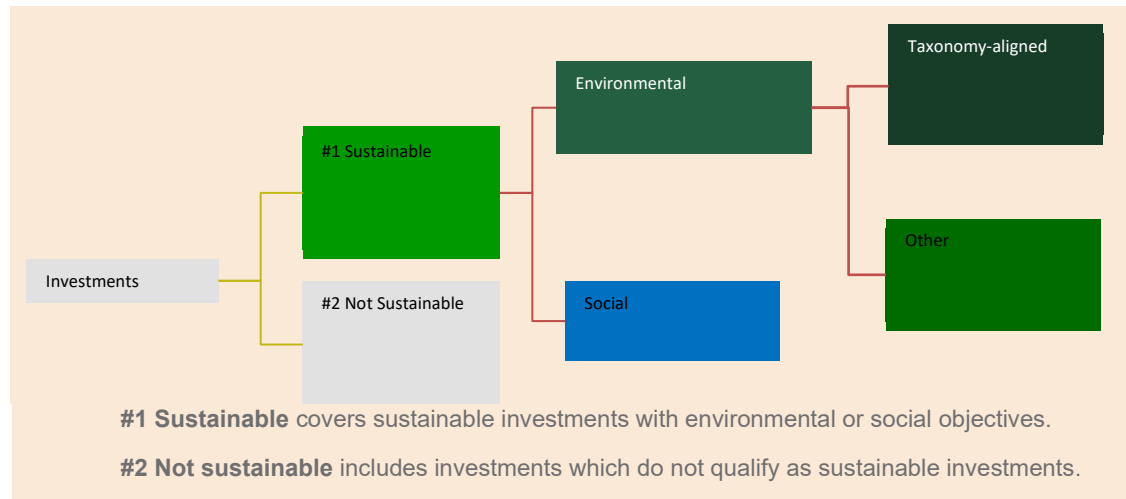 Taxonomy-aligned
Environmental
#1 Sustainable
Other
Investments
#2 Not Sustainable
Social
#1 Sustainable covers sustainable investments with environmental or social objectives.
#2 Not sustainable includes investments which do not qualify as sustainable investments.